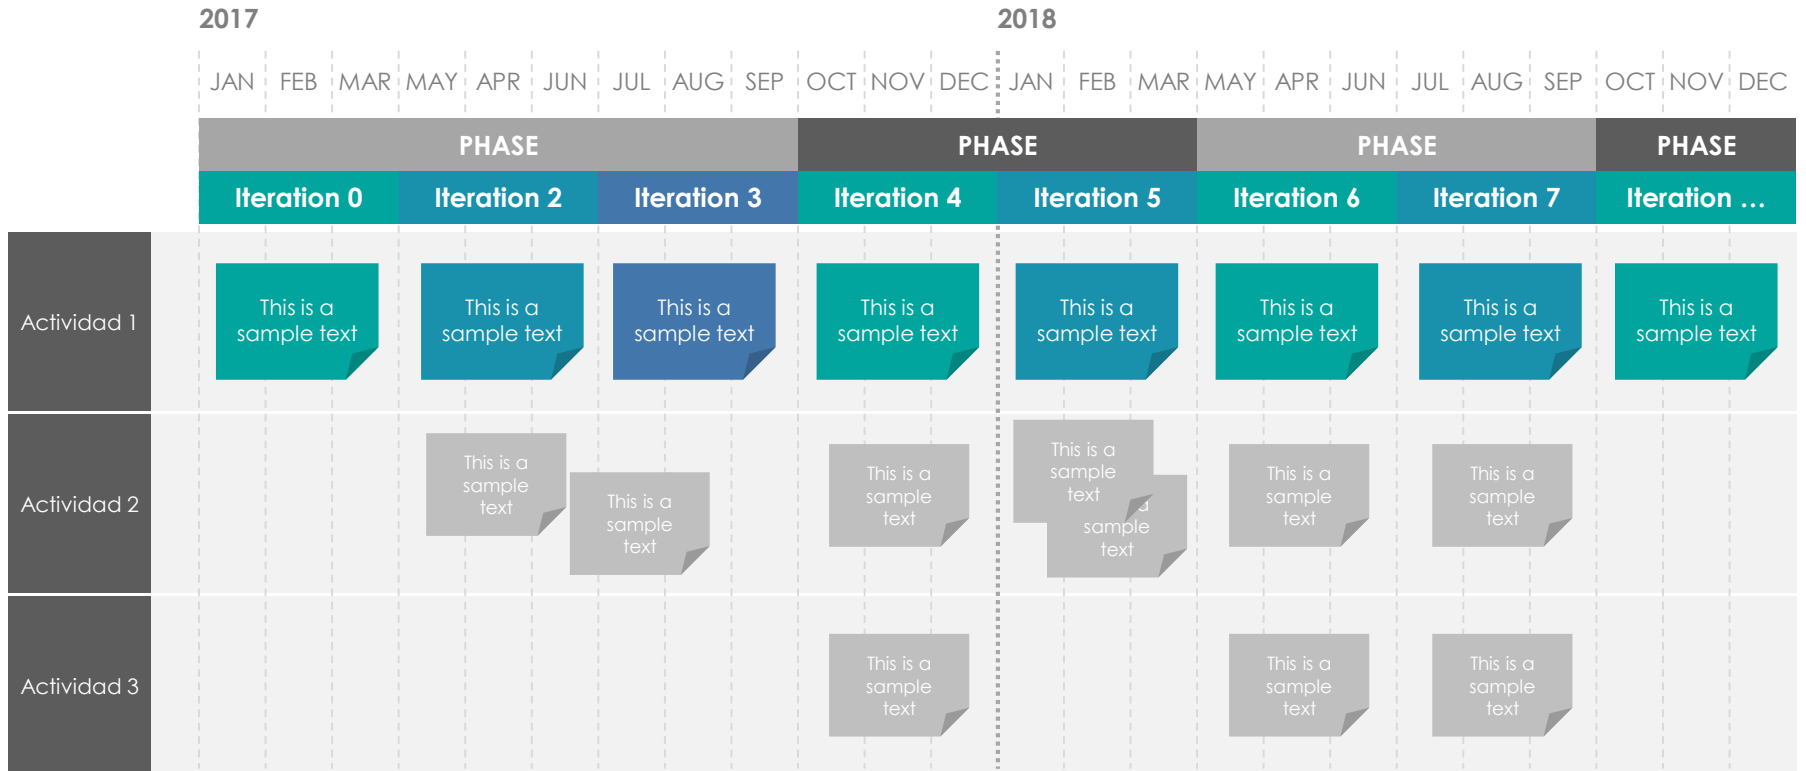 2017 2018
JAN FEB MAR MAY APR JUN JUL AUG SEP OCT NOV DEC JAN FEB MAR MAY APR JUN JUL AUG SEP OCT NOV DEC
PHASE PHASE PHASE PHASE
Iteration 0 Iteration 2 Iteration 3 Iteration 4 Iteration 5 Iteration 6 Iteration 7 Iteration ...
Actividad 1
This is a
sample text
This is a
sample text
This is a
sample text
This is a
sample text
This is a
sample text
This is a
sample text
This is a
sample text
This is a
sample text
Actividad 2
This is a
sample
text
This is a
sample
text
This is a
sample
text
This is a
sample
text
a
sample
text
This is a
sample
text
This is a
sample
text
Actividad 3
This is a
sample
text
This is a
sample
text
This is a
sample
text